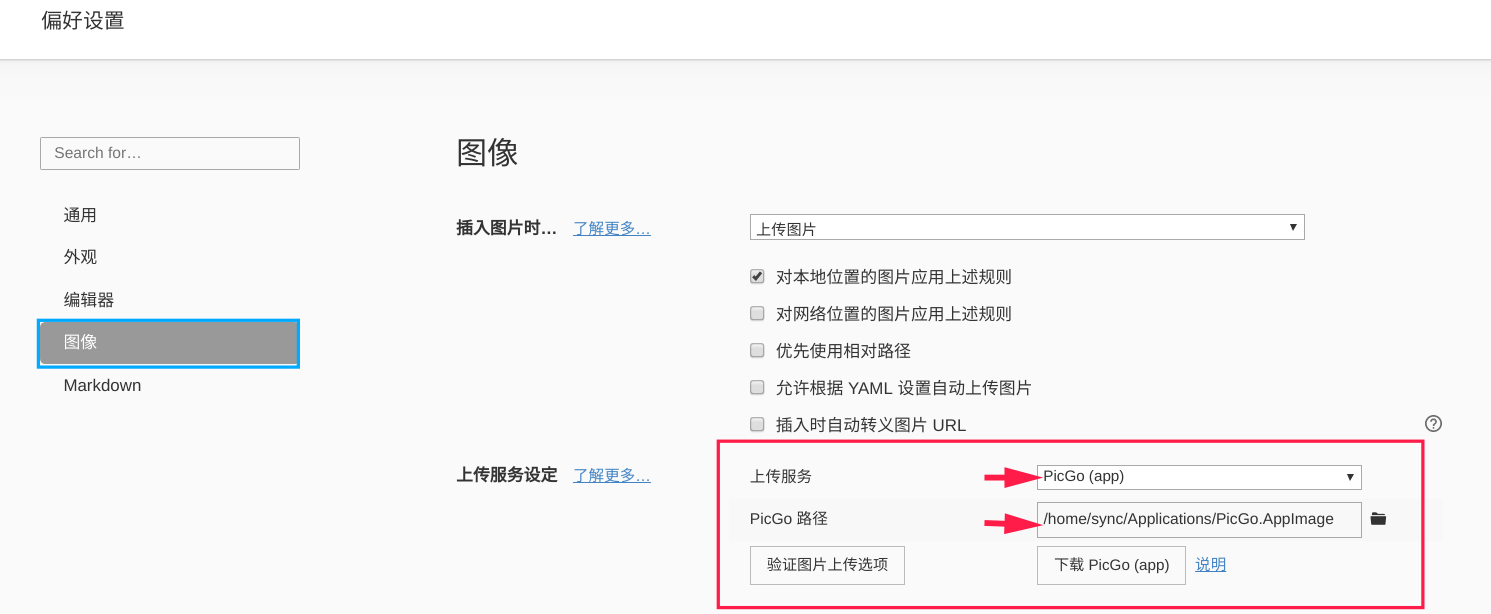 偏好设置
Search for…
通用
外观
编辑器
图像
Markdown
图像
插入图片时… 了解更多… 上传图片
对本地位置的图片应用上述规则
对网络位置的图片应用上述规则
优先使用相对路径
允许根据 YAML 设置自动上传图片
插入时自动转义图片 URL
上传服务设定 了解更多… 上传服务 PicGo (app)
PicGo 路径 /home/sync/Applications/PicGo.AppImage
验证图片上传选项 下载 PicGo (app) 说明